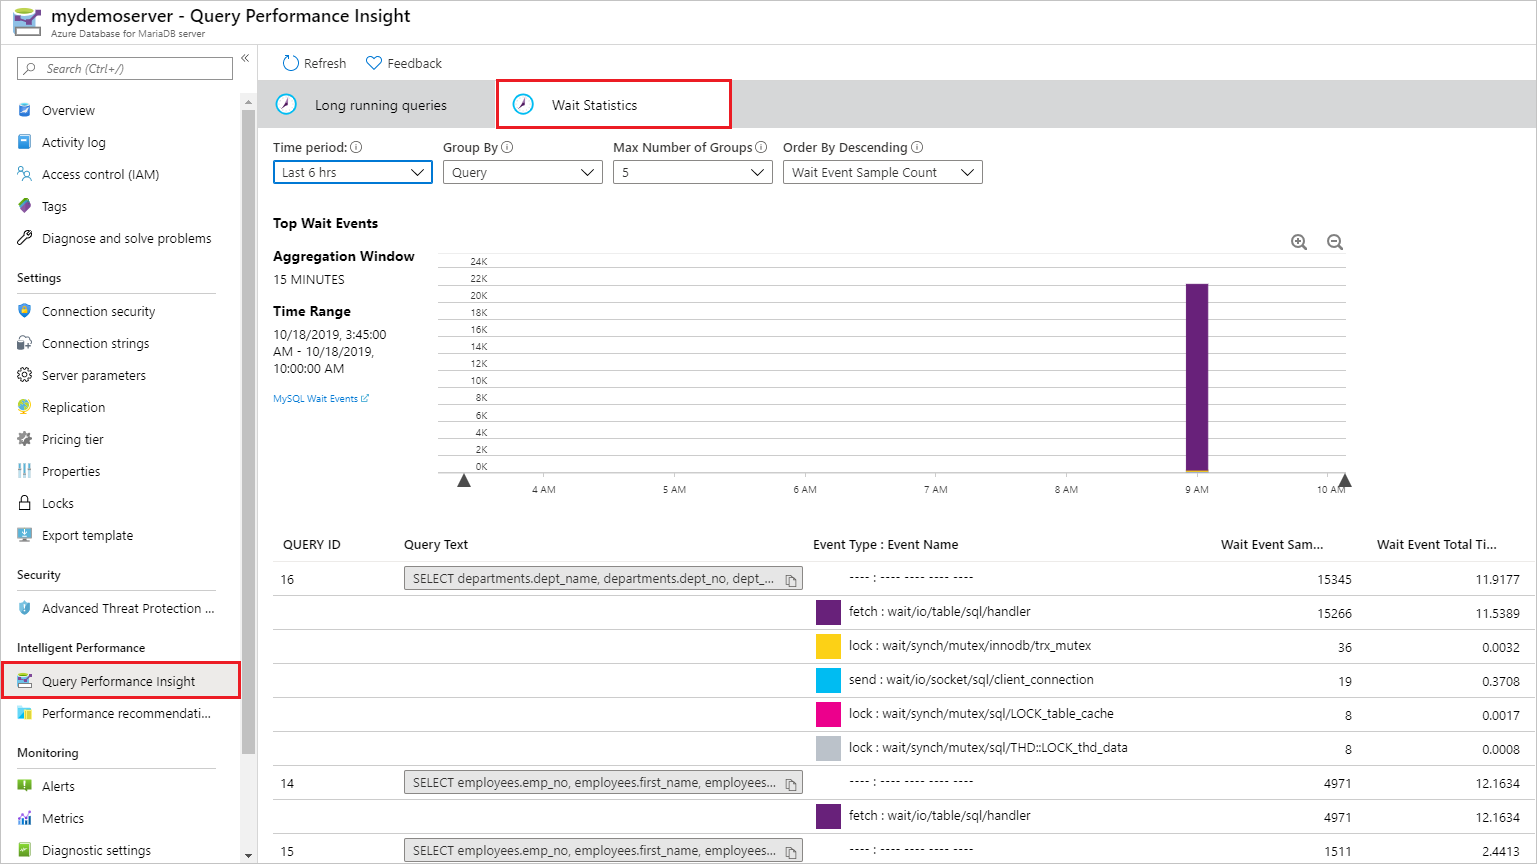 mydemoserver - Query Performance Insight
Azure Database for MariaDB server
Search (Ctrl+/)
«
Overview
Activity log
Access control (IAM)
Tags
Diagnose and solve problems
Settings
Connection security
Connection strings
Server parameters
Replication
Pricing tier
Properties
Locks
Export template
Security
Advanced Threat Protection ...
Intelligent Performance
Query Performance Insight
Performance recommendati...
Monitoring
Alerts
Metrics
Diagnostic settings
Refresh Feedback
Long running queries Wait Statistics
Time period: Group By Max Number of Groups Order By Descending
Last 6 hrs Query 5 Wait Event Sample Count
Top Wait Events
Aggregation Window
15 MINUTES
Time Range
10/18/2019, 3:45:00
AM - 10/18/2019,
10:00:00 AM
MySQL Wait Events
24K
22K
20K
18K
16K
14K
12K
10K
8K
6K
4K
2K
0K
4 AM 5 AM 6 AM 7 AM 8 AM 9 AM 10 AM
QUERY ID Query Text Event Type : Event Name Wait Event Sam... Wait Event Total Ti...
16 SELECT departments.dept_name, departments.dept_no, dept_... ---- : ---- ---- ---- ---- 15345 11.9177
fetch : wait/io/table/sql/handler 15266 11.5389
lock : wait/synch/mutex/innodb/trx_mutex 36 0.0032
send : wait/io/socket/sql/client_connection 19 0.3708
lock : wait/synch/mutex/sql/LOCK_table_cache 8 0.0017
lock : wait/synch/mutex/sql/THD::LOCK_thd_data 8 0.0008
14 SELECT employees.emp_no, employees.first_name, employees... ---- : ---- ---- ---- ---- 4971 12.1634
fetch : wait/io/table/sql/handler 4971 12.1634
15 SELECT employees.emp_no, employees.first_name, employees... ---- : ---- ---- ---- ---- 1511 2.4413